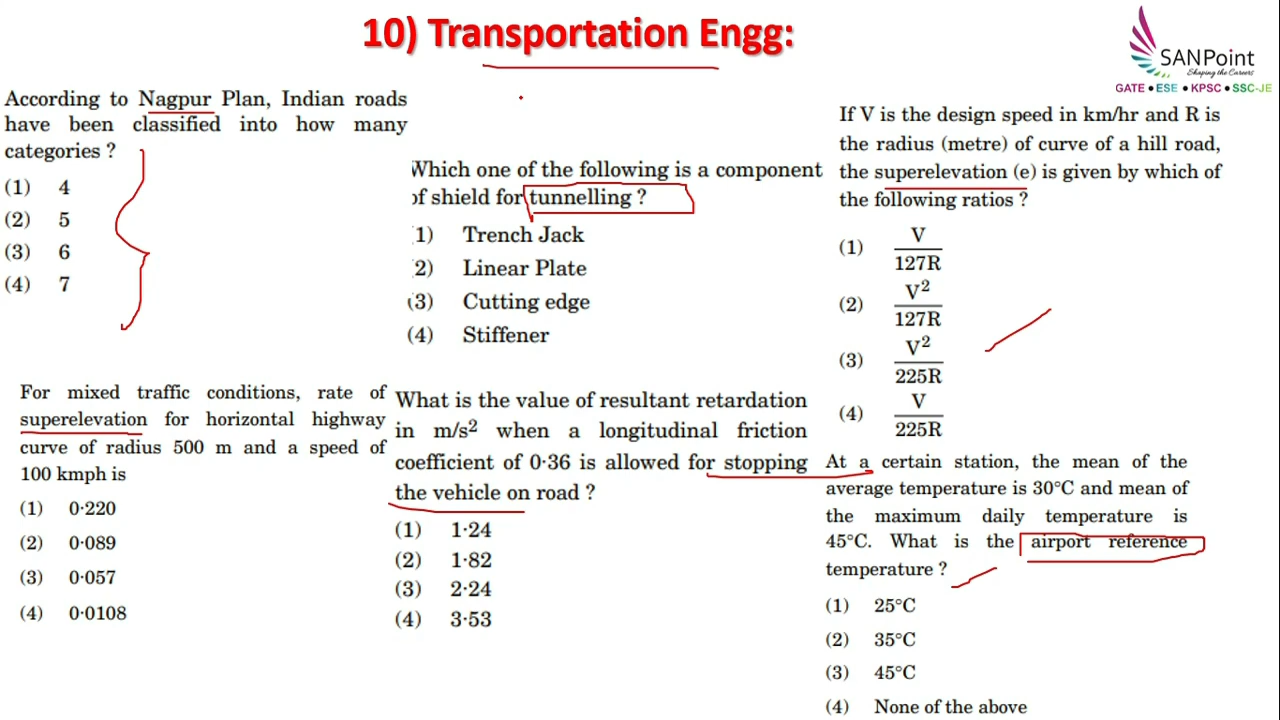 10) Transportation Engg:
SANPoint
Shaping the Careers
GATE ● ESE ● KPSC ● SSC-JE
According to Nagpur Plan, Indian roads
have been classified into how many
categories ?
(1) 4
(2) 5
(3) 6
(4) 7
Which one of the following is a component
of shield for tunnelling ?
1) Trench Jack
2) Linear Plate
(3) Cutting edge
(4) Stiffener
If V is the design speed in km/hr and R is
the radius (metre) of curve of a hill road,
the superelevation (e) is given by which of
the following ratios ?
(1) V
127R
(2) V²
127R
(3) V²
225R
(4) V
225R
For mixed traffic conditions, rate of
superelevation for horizontal highway
curve of radius 500 m and a speed of
100 kmph is
(1) 0·220
(2) 0·089
(3) 0·057
(4) 0·0108
What is the value of resultant retardation
in m/s² when a longitudinal friction
coefficient of 0·36 is allowed for stopping
the vehicle on road ?
(1) 1·24
(2) 1·82
(3) 2·24
(4) 3·53
At a certain station, the mean of the
average temperature is 30°C and mean of
the maximum daily temperature is
45°C. What is the airport reference
temperature ?
(1) 25°C
(2) 35°C
(3) 45°C
(4) None of the above